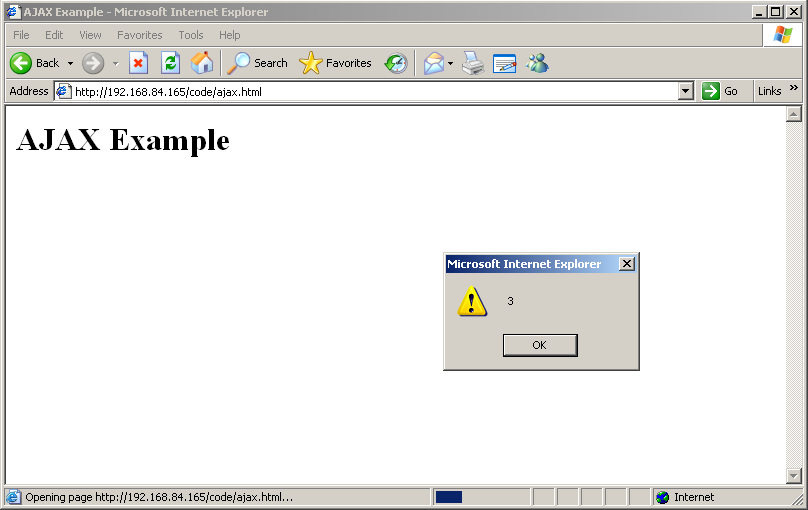 AJAX Example - Microsoft Internet Explorer
File Edit View Favorites Tools Help
Back Search Favorites
Address http://192.168.84.165/code/ajax.html Go Links »
AJAX Example
Microsoft Internet Explorer
3
OK
Opening page http://192.168.84.165/code/ajax.html... Internet